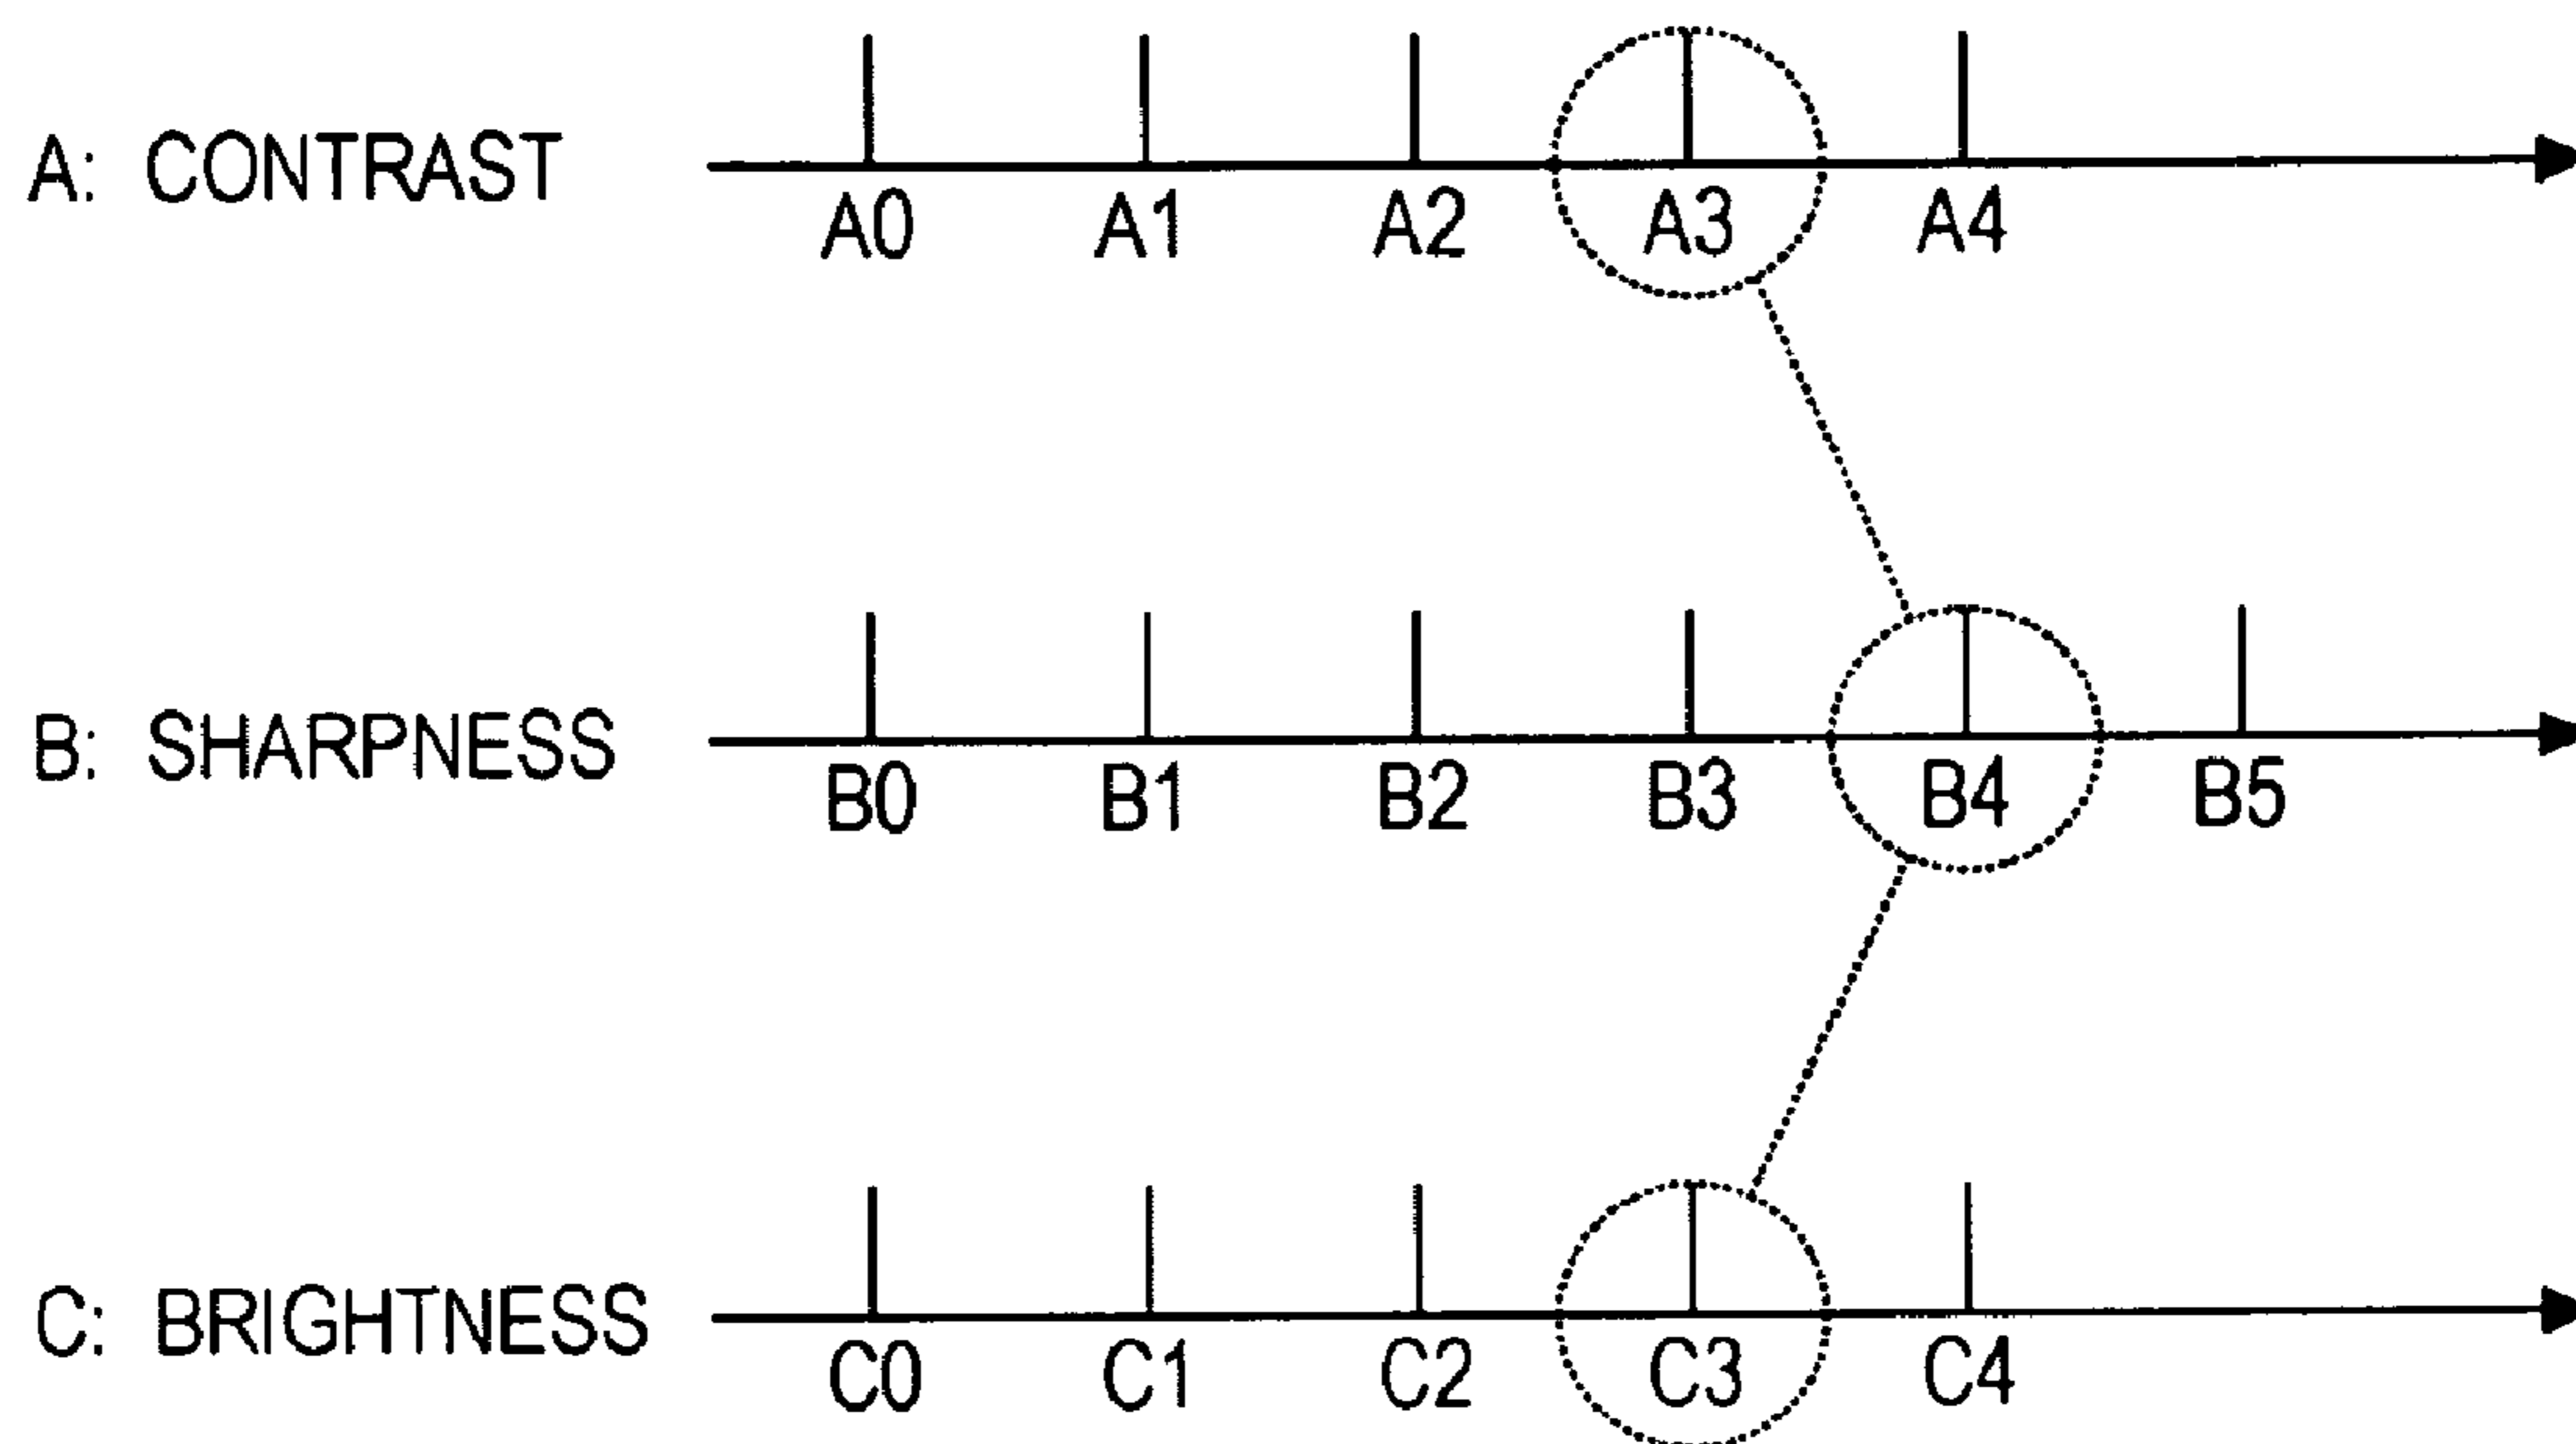 A: CONTRAST
A0 A1 A2 A3 A4
B: SHARPNESS
B0 B1 B2 B3 B4 B5
C: BRIGHTNESS
C0 C1 C2 C3 C4